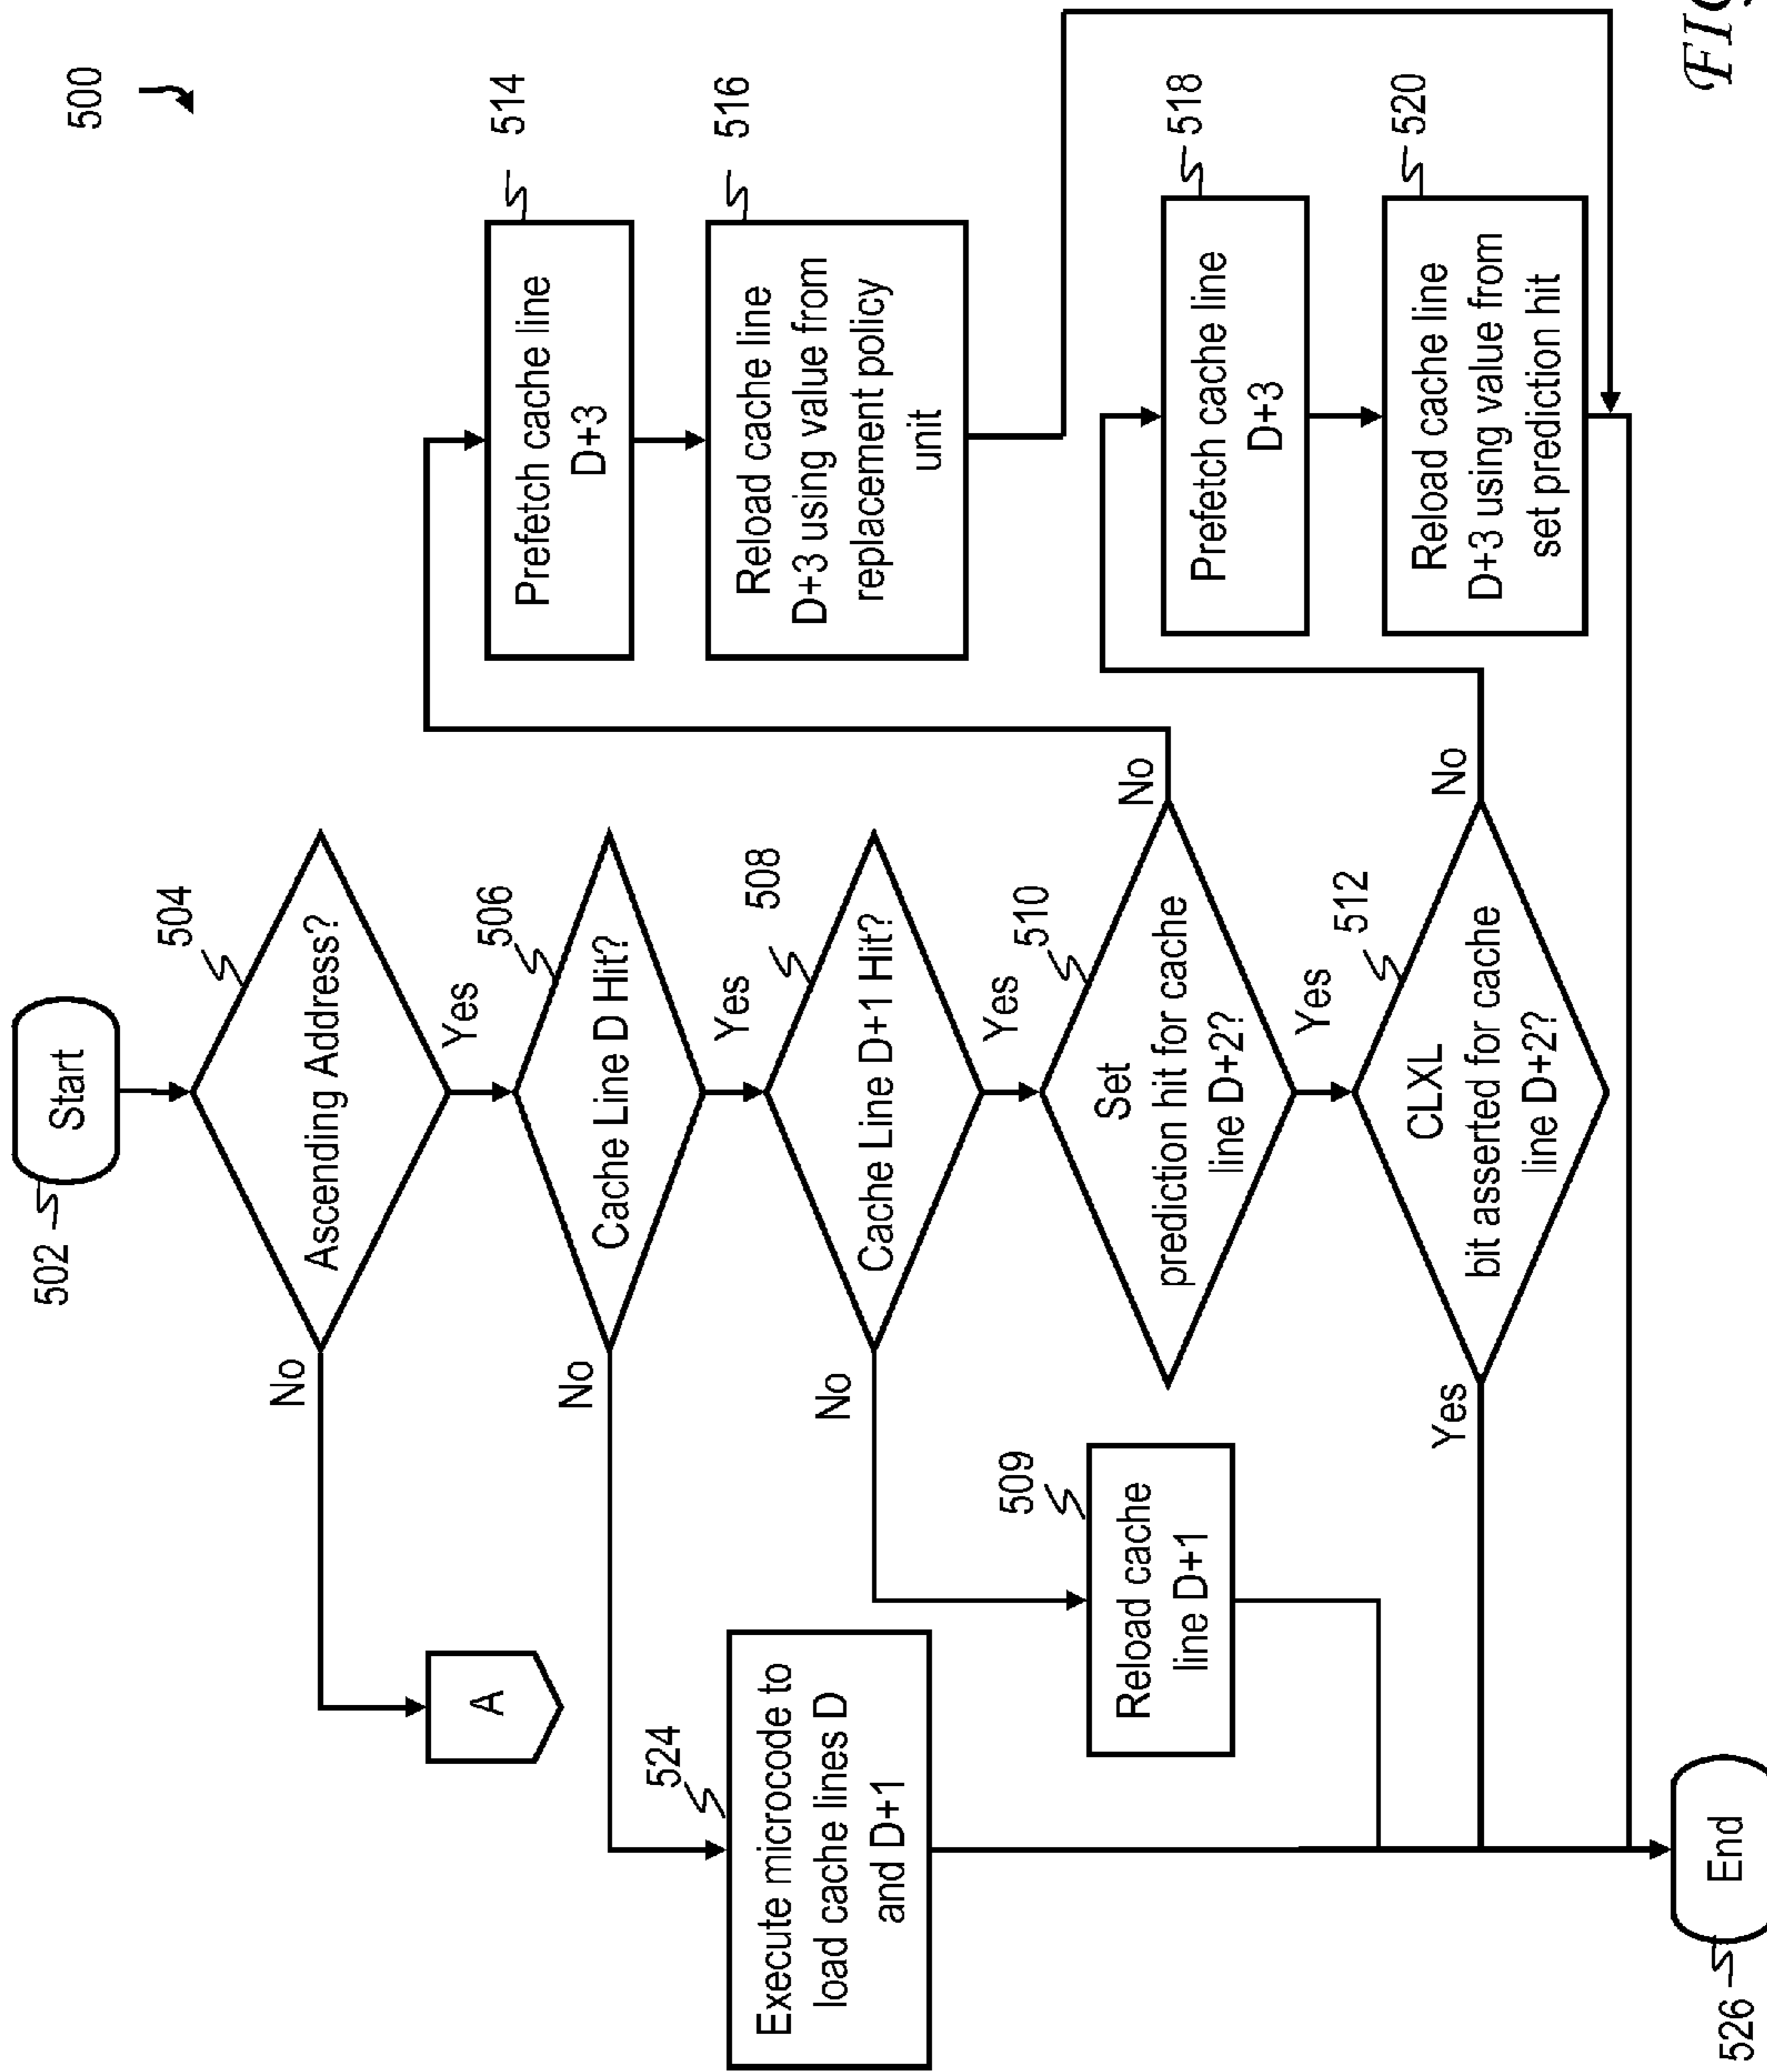 500
502
Start
504
Ascending Address?
No
Yes
A
506
Cache Line D Hit?
No
Yes
524
Execute microcode to
load cache lines D
and D+1
508
Cache Line D+1 Hit?
No
Yes
509
Reload cache
line D+1
510
Set
prediction hit for cache
line D+2?
No
Yes
512
CLXL
bit asserted for cache
line D+2?
Yes
No
514
Prefetch cache line
D+3
516
Reload cache line
D+3 using value from
replacement policy
unit
518
Prefetch cache line
D+3
520
Reload cache line
D+3 using value from
set prediction hit
526
End